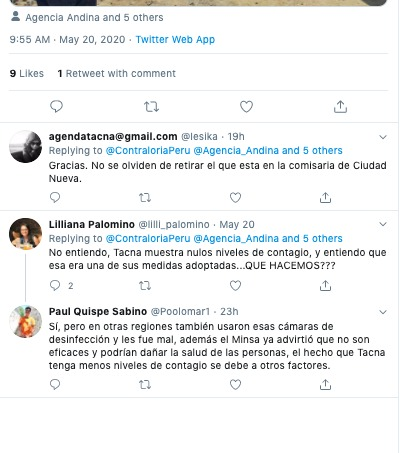 Agencia Andina and 5 others
9:55 AM · May 20, 2020 · Twitter Web App
9 Likes 1 Retweet with comment
agendatacna@gmail.com @lesika · 19h
Replying to @ContraloriaPeru @Agencia_Andina and 5 others
Gracias. No se olviden de retirar el que esta en la comisaria de Ciudad
Nueva.
Lilliana Palomino @lilli_palomino · May 20
Replying to @ContraloriaPeru @Agencia_Andina and 5 others
No entiendo, Tacna muestra nulos niveles de contagio, y entiendo que
esa era una de sus medidas adoptadas...QUE HACEMOS???
2
Paul Quispe Sabino @Poolomar1 · 23h
Sí, pero en otras regiones también usaron esas cámaras de
desinfección y les fue mal, además el Minsa ya advirtió que no son
eficaces y podrían dañar la salud de las personas, el hecho que Tacna
tenga menos niveles de contagio se debe a otros factores.